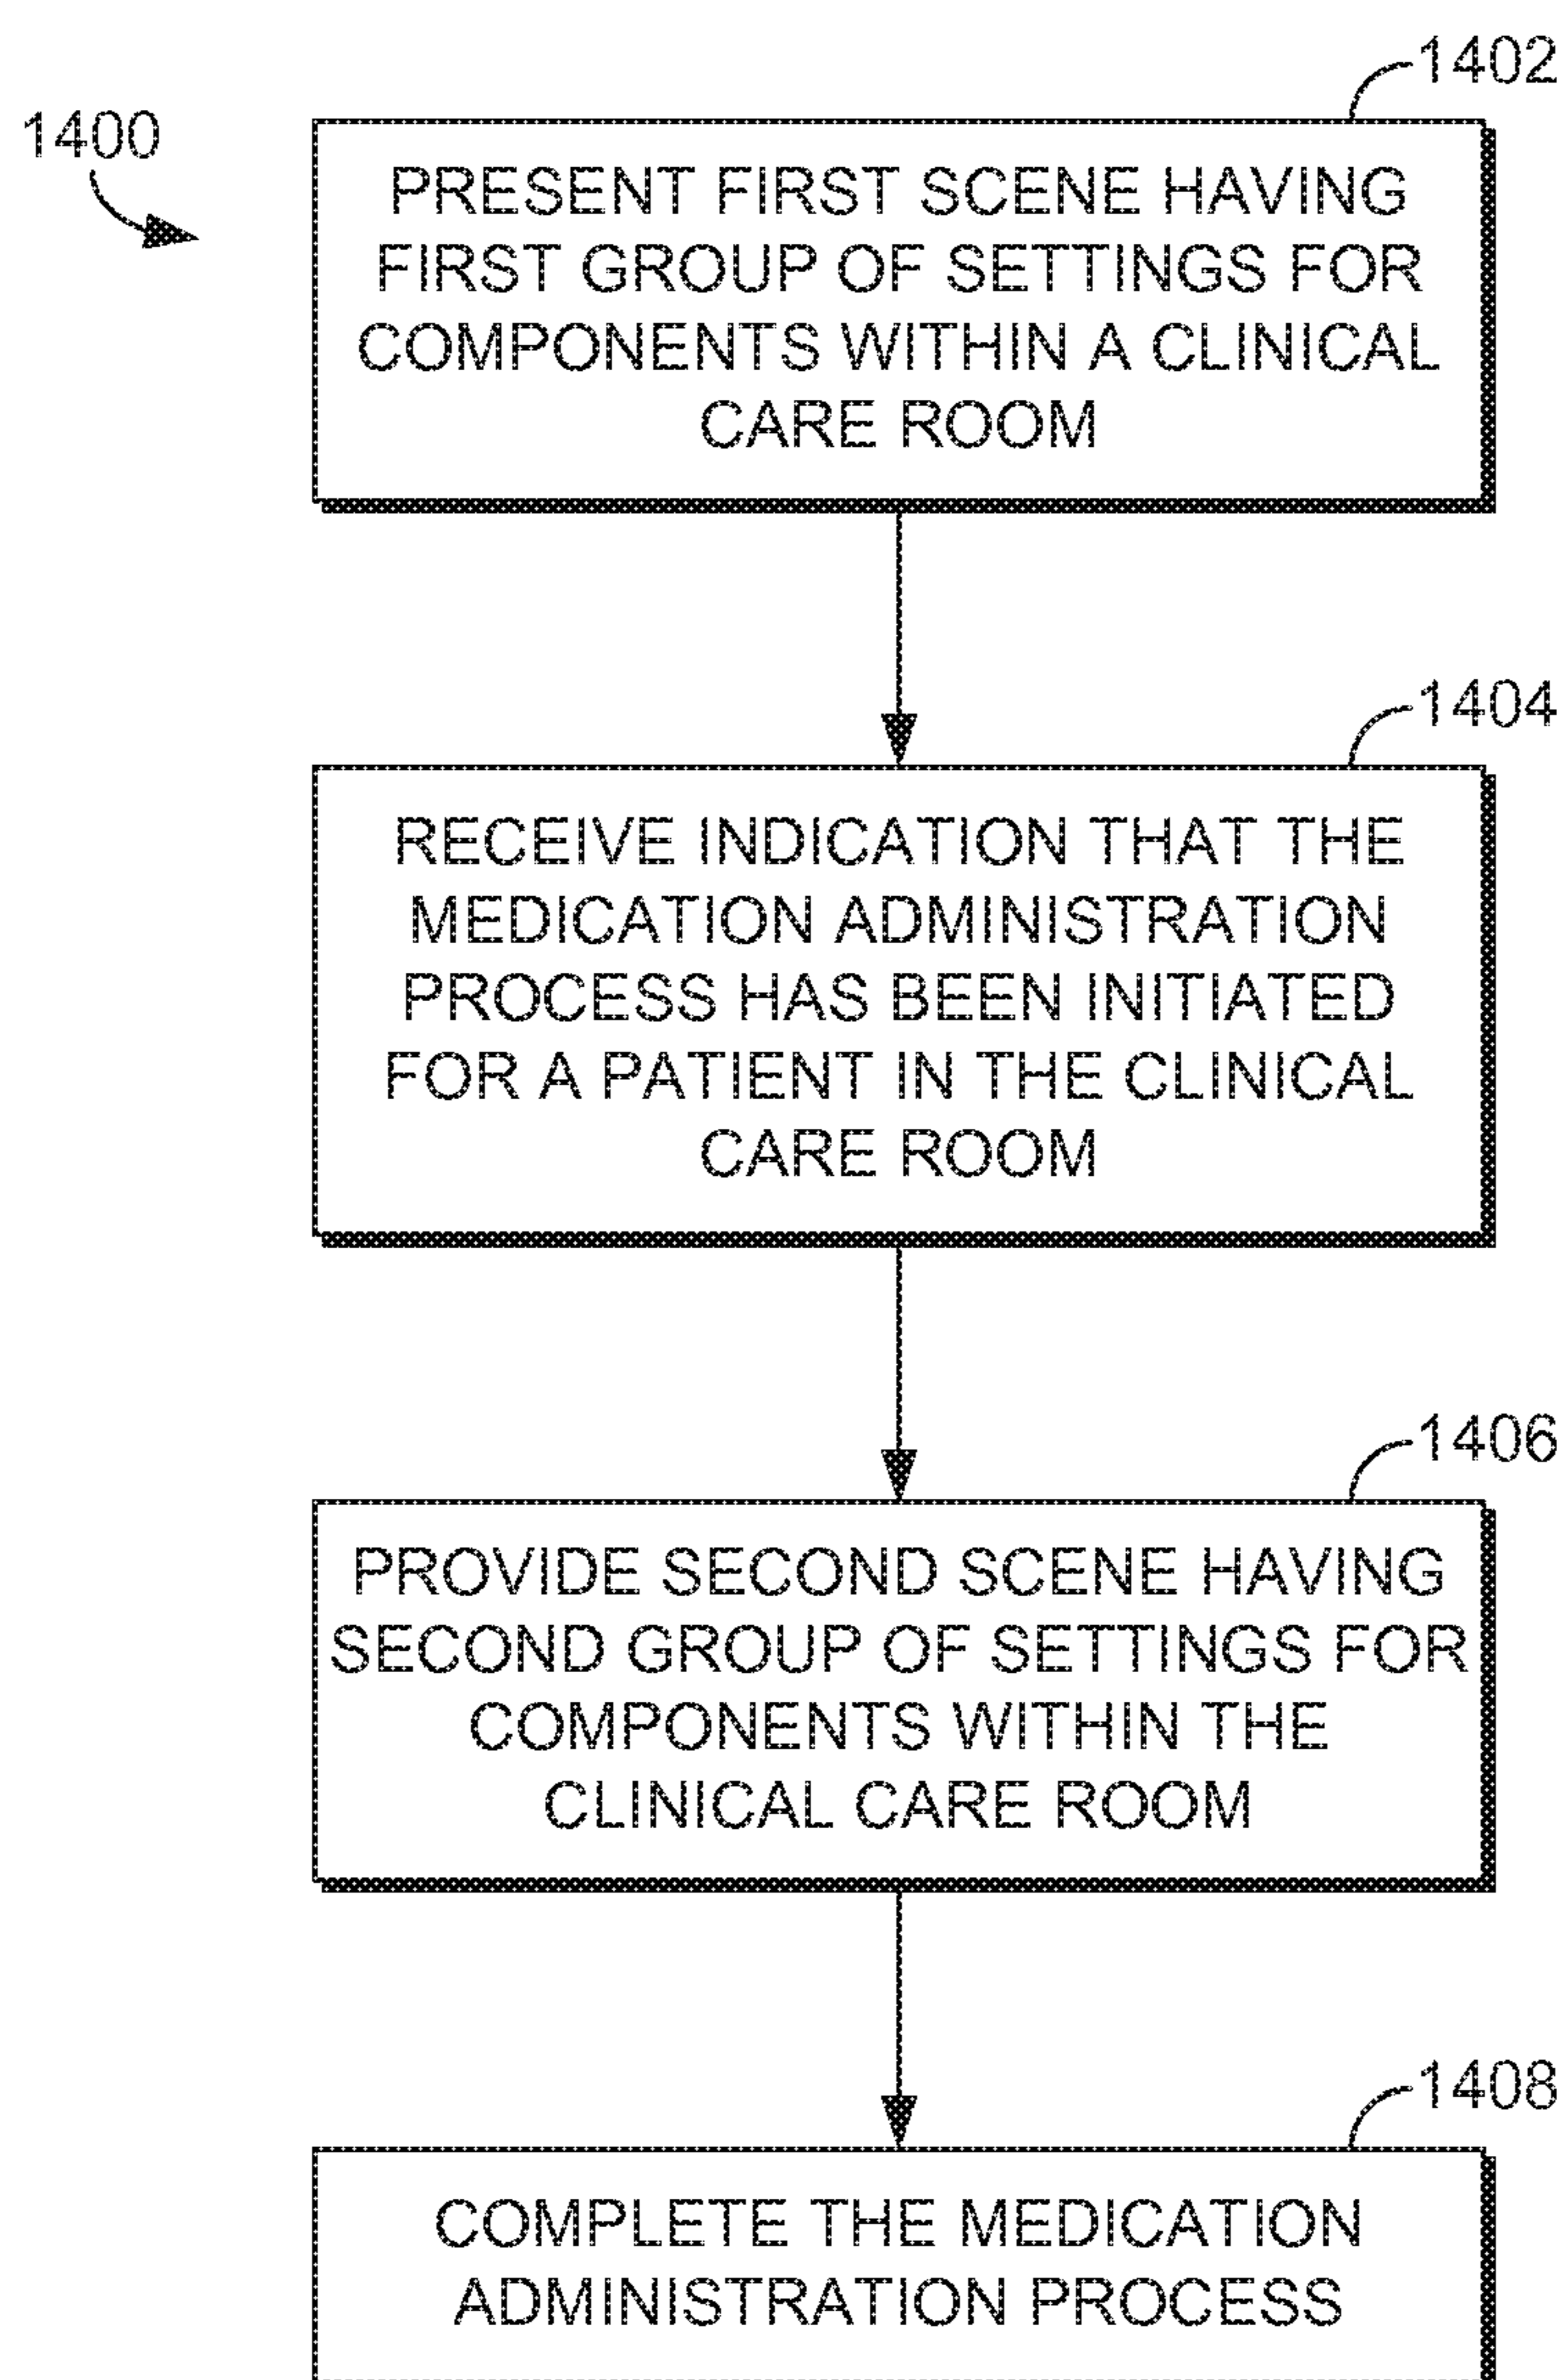 1400
1402
PRESENT FIRST SCENE HAVING
FIRST GROUP OF SETTINGS FOR
COMPONENTS WITHIN A CLINICAL
CARE ROOM
1404
RECEIVE INDICATION THAT THE
MEDICATION ADMINISTRATION
PROCESS HAS BEEN INITIATED
FOR A PATIENT IN THE CLINICAL
CARE ROOM
1406
PROVIDE SECOND SCENE HAVING
SECOND GROUP OF SETTINGS FOR
COMPONENTS WITHIN THE
CLINICAL CARE ROOM
1408
COMPLETE THE MEDICATION
ADMINISTRATION PROCESS